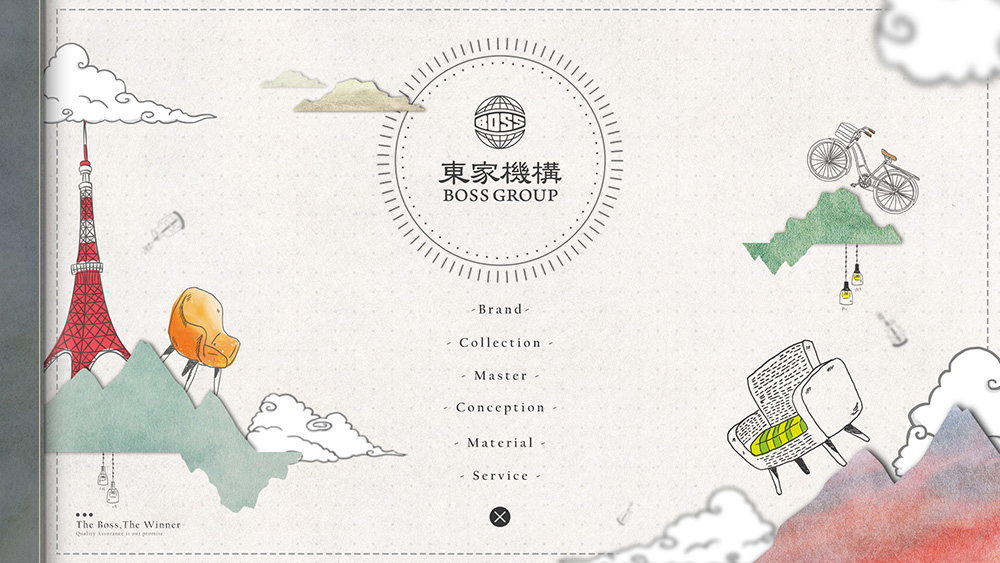 BOSS
東家機構
BOSS GROUP
-Brand-
- Collection -
- Master -
- Conception -
- Material -
- Service -
The Boss,The Winner
Quality Assurance is our promise